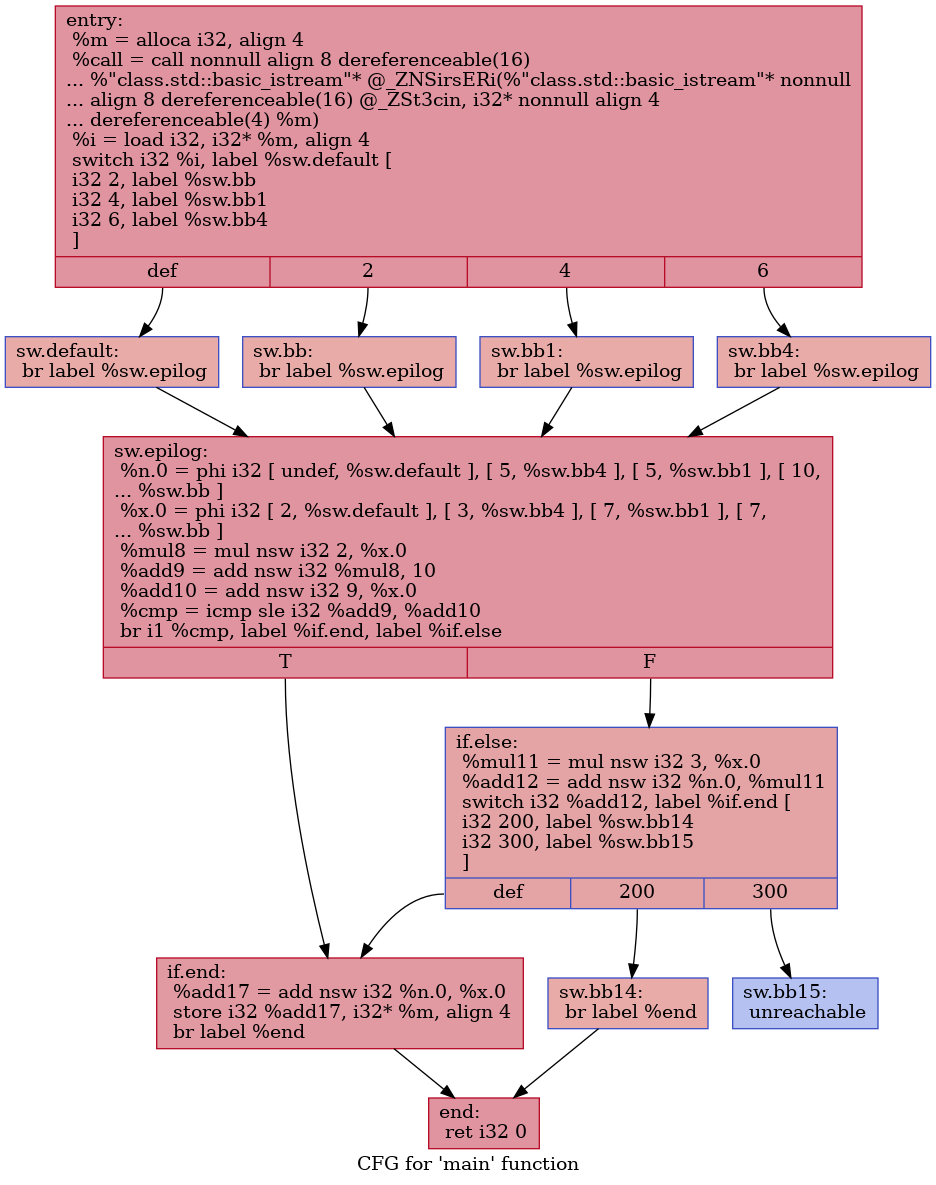 entry:
%m = alloca i32, align 4
%call = call nonnull align 8 dereferenceable(16)
... %"class.std::basic_istream"* @_ZNSirsERi(%"class.std::basic_istream"* nonnull
... align 8 dereferenceable(16) @_ZSt3cin, i32* nonnull align 4
... dereferenceable(4) %m)
%i = load i32, i32* %m, align 4
switch i32 %i, label %sw.default [
i32 2, label %sw.bb
i32 4, label %sw.bb1
i32 6, label %sw.bb4
]
def 2 4 6
sw.default:
br label %sw.epilog
sw.bb:
br label %sw.epilog
sw.bb1:
br label %sw.epilog
sw.bb4:
br label %sw.epilog
sw.epilog:
%n.0 = phi i32 [ undef, %sw.default ], [ 5, %sw.bb4 ], [ 5, %sw.bb1 ], [ 10,
... %sw.bb ]
%x.0 = phi i32 [ 2, %sw.default ], [ 3, %sw.bb4 ], [ 7, %sw.bb1 ], [ 7,
... %sw.bb ]
%mul8 = mul nsw i32 2, %x.0
%add9 = add nsw i32 %mul8, 10
%add10 = add nsw i32 9, %x.0
%cmp = icmp sle i32 %add9, %add10
br i1 %cmp, label %if.end, label %if.else
T F
if.else:
%mul11 = mul nsw i32 3, %x.0
%add12 = add nsw i32 %n.0, %mul11
switch i32 %add12, label %if.end [
i32 200, label %sw.bb14
i32 300, label %sw.bb15
]
def 200 300
if.end:
%add17 = add nsw i32 %n.0, %x.0
store i32 %add17, i32* %m, align 4
br label %end
sw.bb14:
br label %end
sw.bb15:
unreachable
end:
ret i32 0
CFG for 'main' function